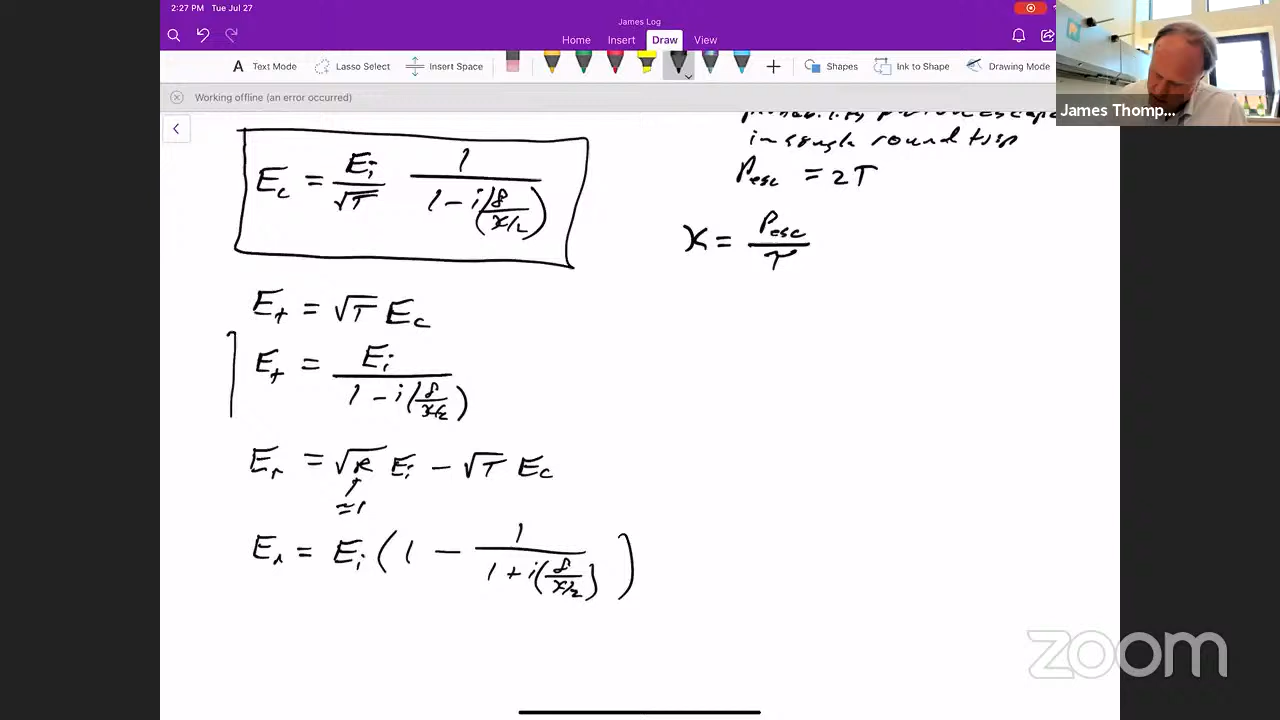 2:27 PM Tue Jul 27
James Log
Home Insert Draw View
Text Mode Lasso Select Insert Space Shapes Ink to Shape Drawing Mode
Working offline (an error occurred)
James Thomp...
E_c = E_i/√T 1/(1 - i(δ/(κ/2)))
E_t = √T E_c
E_t = E_i/(1 - i(δ/(κ/2)))
E_r = √R E_i - √T E_c
≈1
E_r = E_i(1 - 1/(1 + i(δ/(κ/2))))
in single round trip
P_esc = 2T
κ = P_esc/τ
zoom